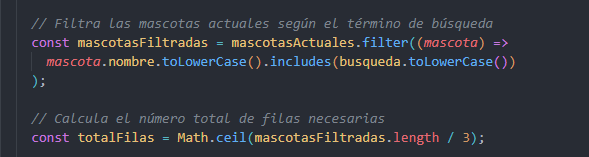 // Filtra las mascotas actuales según el término de búsqueda
const mascotasFiltradas = mascotasActuales.filter((mascota) =>
  mascota.nombre.toLowerCase().includes(busqueda.toLowerCase())
);

// Calcula el número total de filas necesarias
const totalFilas = Math.ceil(mascotasFiltradas.length / 3);